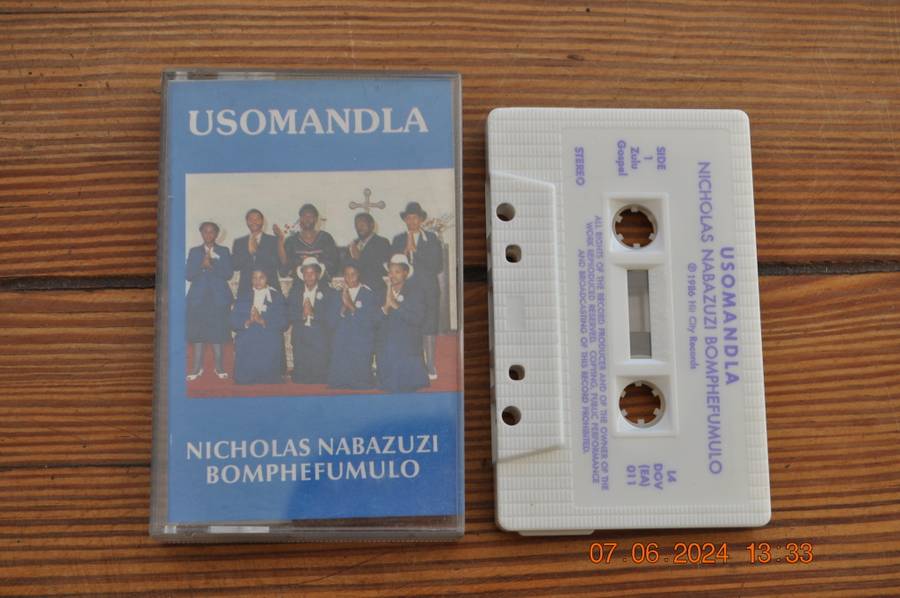 USOMANDLA
NICHOLAS NABAZUZI
BOMPHEFUMULO
USOMANDLA
NICHOLAS NABAZUZI BOMPHEFUMULO
℗ 1986 Hit City Records
SIDE
1
Zulu
Gospel
STEREO
L4
DOV
(EA)
011
ALL RIGHTS OF THE RECORD PRODUCER AND OF THE OWNER OF THE
WORK REPRODUCED RESERVED. COPYING, PUBLIC PERFORMANCE
AND BROADCASTING OF THIS RECORD PROHIBITED.
07.06.2024 13:33